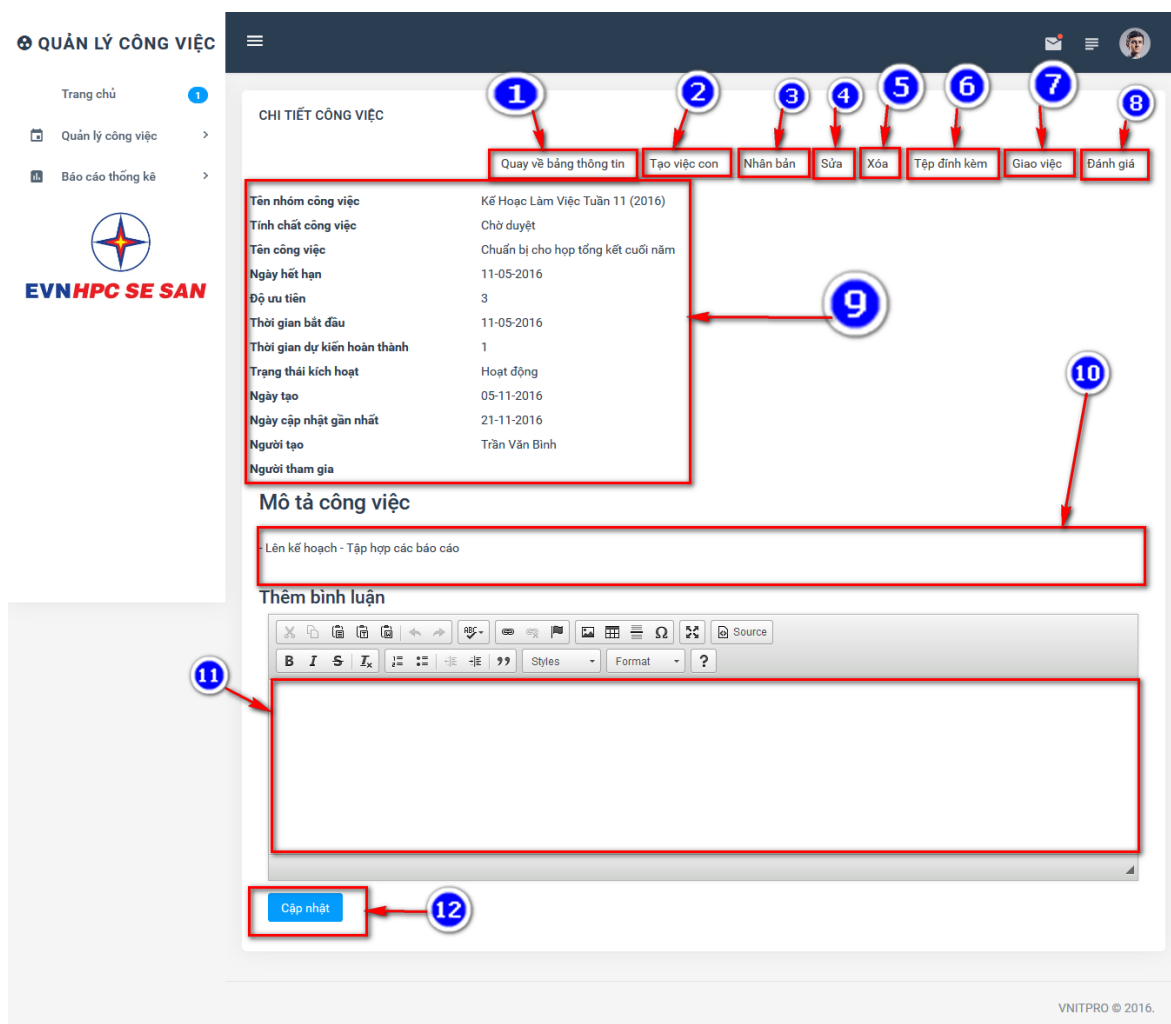 QUẢN LÝ CÔNG VIỆC
Trang chủ 1
Quản lý công việc
Báo cáo thống kê
EVNHPC SE SAN
CHI TIẾT CÔNG VIỆC
1 2 3 4 5 6 7 8
Quay về bảng thông tin Tạo việc con Nhân bản Sửa Xóa Tệp đính kèm Giao việc Đánh giá
Tên nhóm công việc Kế Hoạc Làm Việc Tuần 11 (2016)
Tính chất công việc Chờ duyệt
Tên công việc Chuẩn bị cho họp tổng kết cuối năm
Ngày hết hạn 11-05-2016
Độ ưu tiên 3
9
Thời gian bắt đầu 11-05-2016
Thời gian dự kiến hoàn thành 1
Trạng thái kích hoạt Hoạt động
10
Ngày tạo 05-11-2016
Ngày cập nhật gần nhất 21-11-2016
Người tạo Trần Văn Bình
Người tham gia
Mô tả công việc
- Lên kế hoạch - Tập hợp các báo cáo
Thêm bình luận
ABC Ω Source
B I S Ix Styles Format ?
11
Cập nhật
12
VNITPRO © 2016.